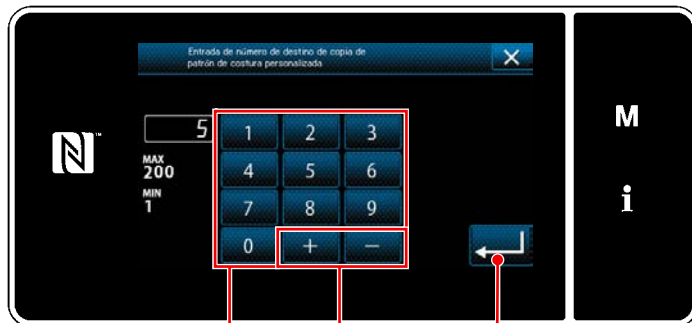 Entrada de número de destino de copia de
patrón de costura personalizada
5
1 2 3
MAX
200
4 5 6
MIN
1
7 8 9
0 + −
M
i
N